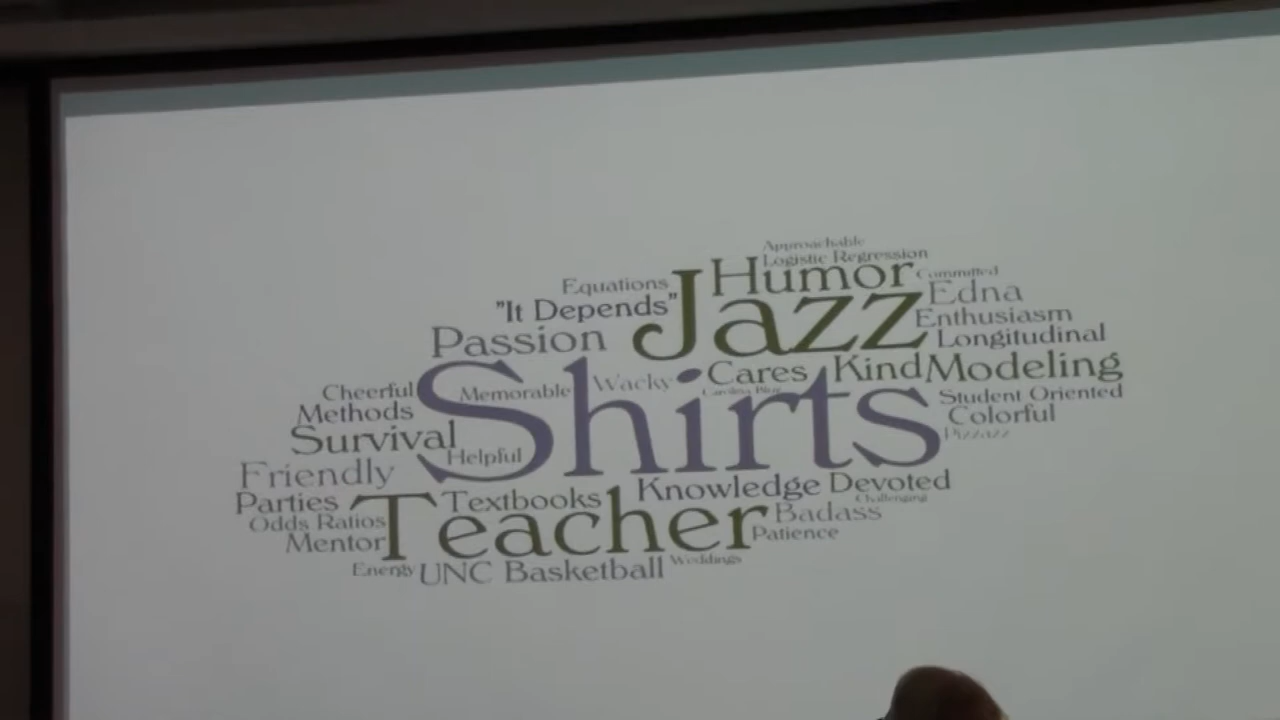 Approachable
Logistic Regression
Humor
Committed
Equations
Jazz
Edna
"It Depends"
Enthusiasm
Passion
Longitudinal
Cares
Kind
Modeling
Wacky
Cheerful
Memorable
Shirts
Student Oriented
Methods
Colorful
Survival
Pizzazz
Helpful
Friendly
Knowledge
Devoted
Parties
Textbooks
Challenging
Teacher
Badass
Odds Ratios
Patience
Mentor
Energy
UNC Basketball
Weddings